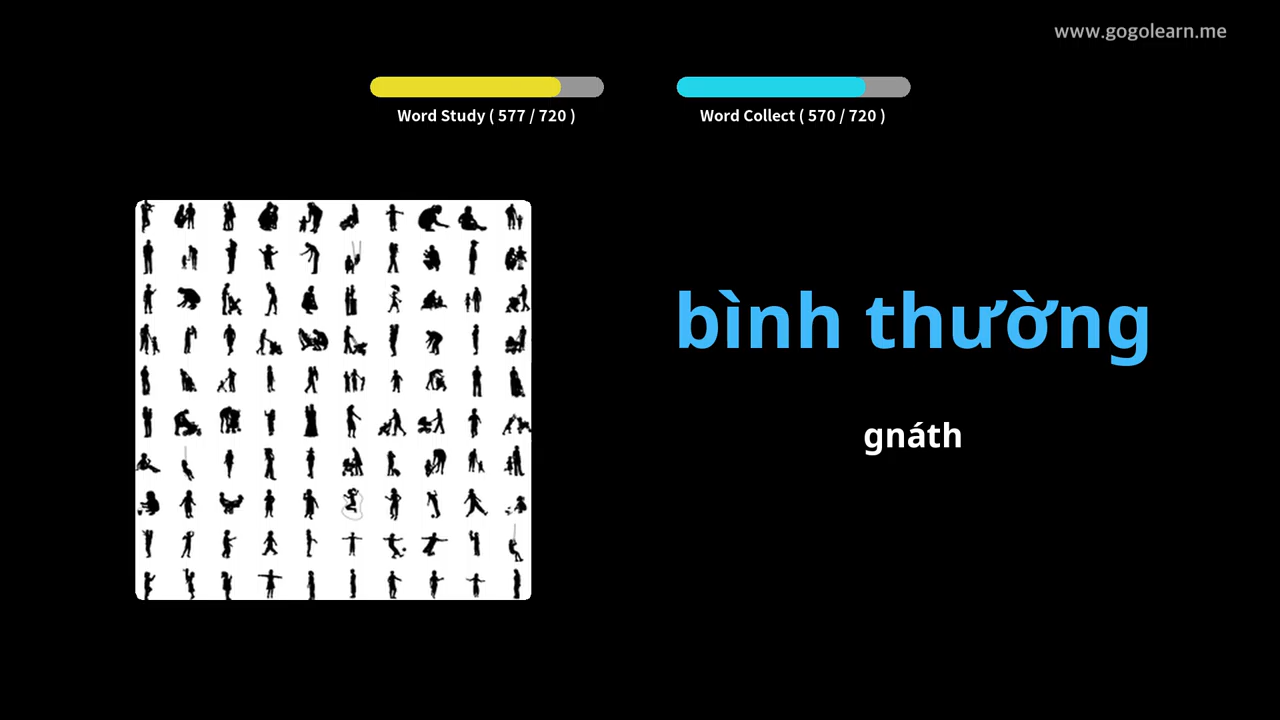 www.gogolearn.me
Word Study ( 577 / 720 )
Word Collect ( 570 / 720 )
bình thường
gnáth